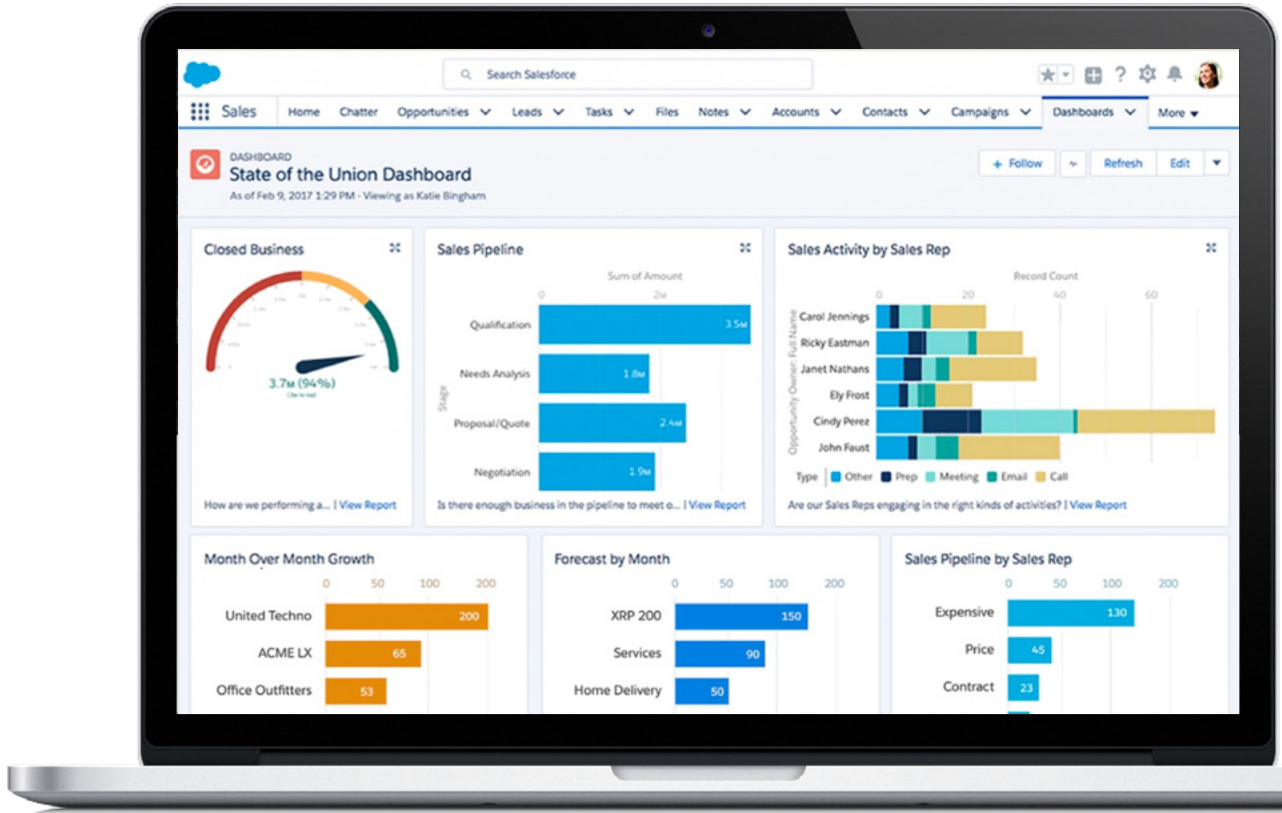 Search Salesforce
Sales Home Chatter Opportunities Leads Tasks Files Notes Accounts Contacts Campaigns Dashboards More
DASHBOARD
State of the Union Dashboard
As of Feb 9, 2017 1:29 PM - Viewing as Katie Bingham
+ Follow Refresh Edit
Closed Business
3.7M (94%)
How are we performing a... | View Report
Sales Pipeline
Sum of Amount
0 2M
Stage
Qualification 3.5M
Needs Analysis 1.8M
Proposal/Quote 2.4M
Negotiation 1.9M
Is there enough business in the pipeline to meet o... | View Report
Sales Activity by Sales Rep
Record Count
0 20 40 60
Opportunity Owner: Full Name
Carol Jennings
Ricky Eastman
Janet Nathans
Ely Frost
Cindy Perez
John Faust
Type Other Prep Meeting Email Call
Are our Sales Reps engaging in the right kinds of activities? | View Report
Month Over Month Growth
0 50 100 200
United Techno 200
ACME LX 65
Office Outfitters 53
Forecast by Month
0 50 100 200
XRP 200 150
Services 90
Home Delivery 50
Sales Pipeline by Sales Rep
0 50 100 200
Expensive 130
Price 45
Contract 23